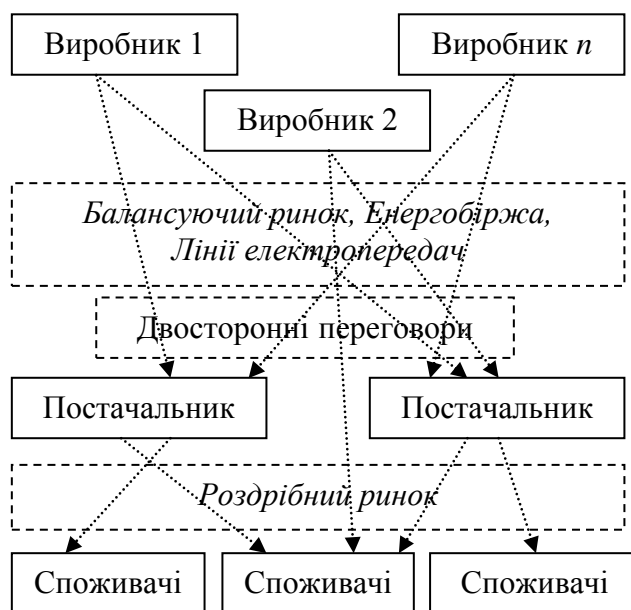 Виробник 1
Виробник n
Виробник 2
Балансуючий ринок, Енергобіржа,
Лінії електропередач
Двосторонні переговори
Постачальник
Постачальник
Роздрібний ринок
Споживачі
Споживачі
Споживачі